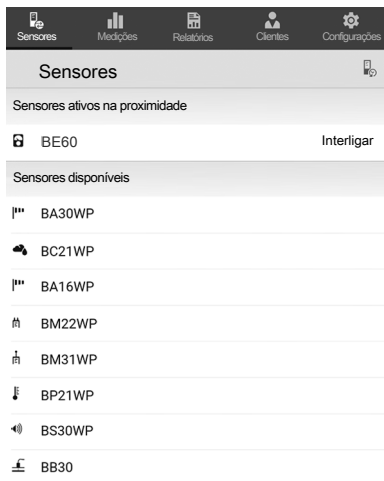 Sensores Medições Relatórios Clientes Configurações
Sensores
Sensores ativos na proximidade
BE60 Interligar
Sensores disponíveis
BA30WP
BC21WP
BA16WP
BM22WP
BM31WP
BP21WP
BS30WP
BB30